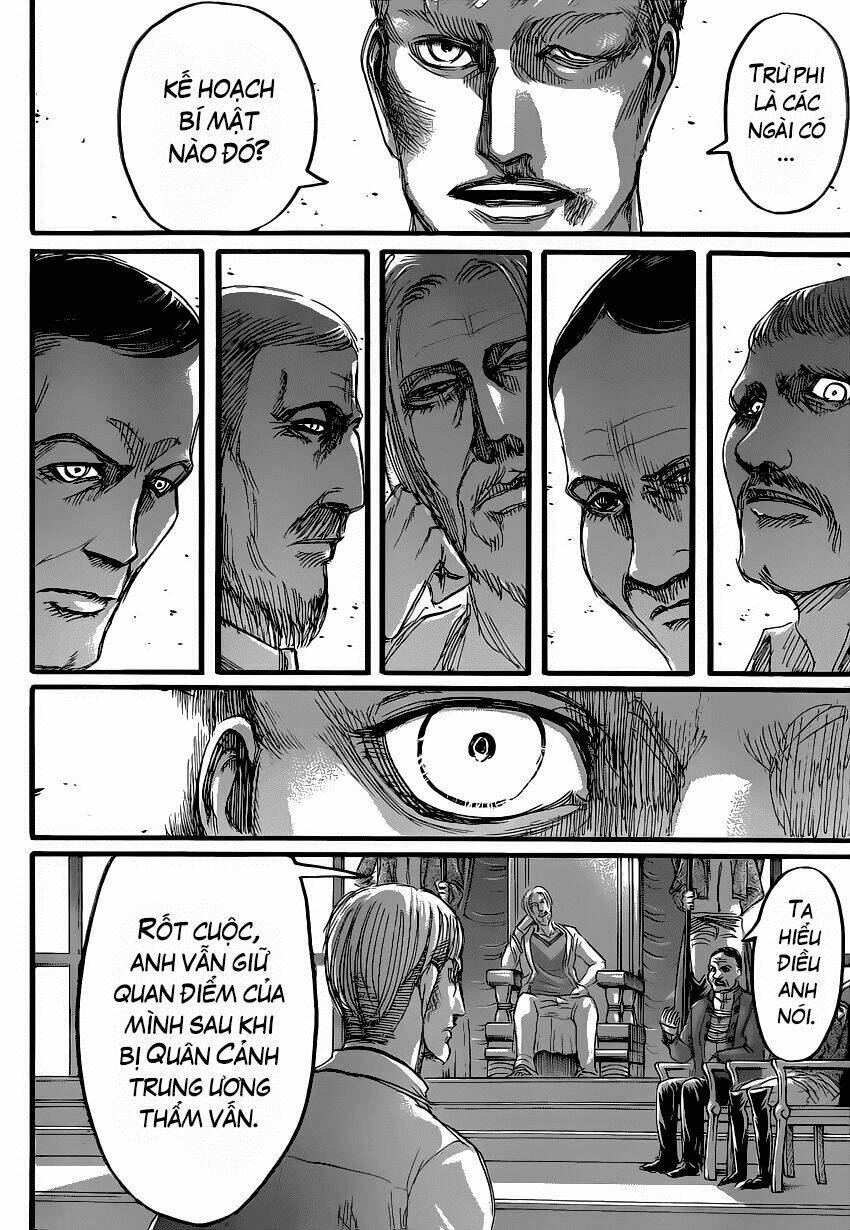 TRỪ PHI
LÀ CÁC
NGÀI CÓ
...
KẾ HOẠCH
BÍ MẬT
NÀO ĐÓ?
TA
HIỂU
ĐIỀU
ANH
NÓI.
RỐT CUỘC,
ANH VẪN GIỮ
QUAN ĐIỂM CỦA
MÌNH SAU KHI
BỊ QUÂN CẢNH
TRUNG ƯƠNG
THẨM VẤN.